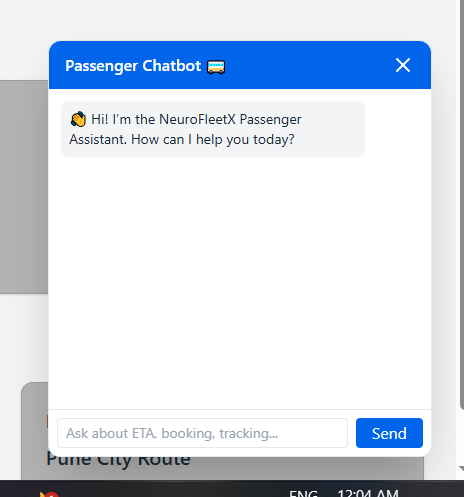 Passenger Chatbot 🚌
👋 Hi! I'm the NeuroFleetX Passenger
Assistant. How can I help you today?
Ask about ETA, booking, tracking...
Send
Pune City Route
ENG
12:04 AM